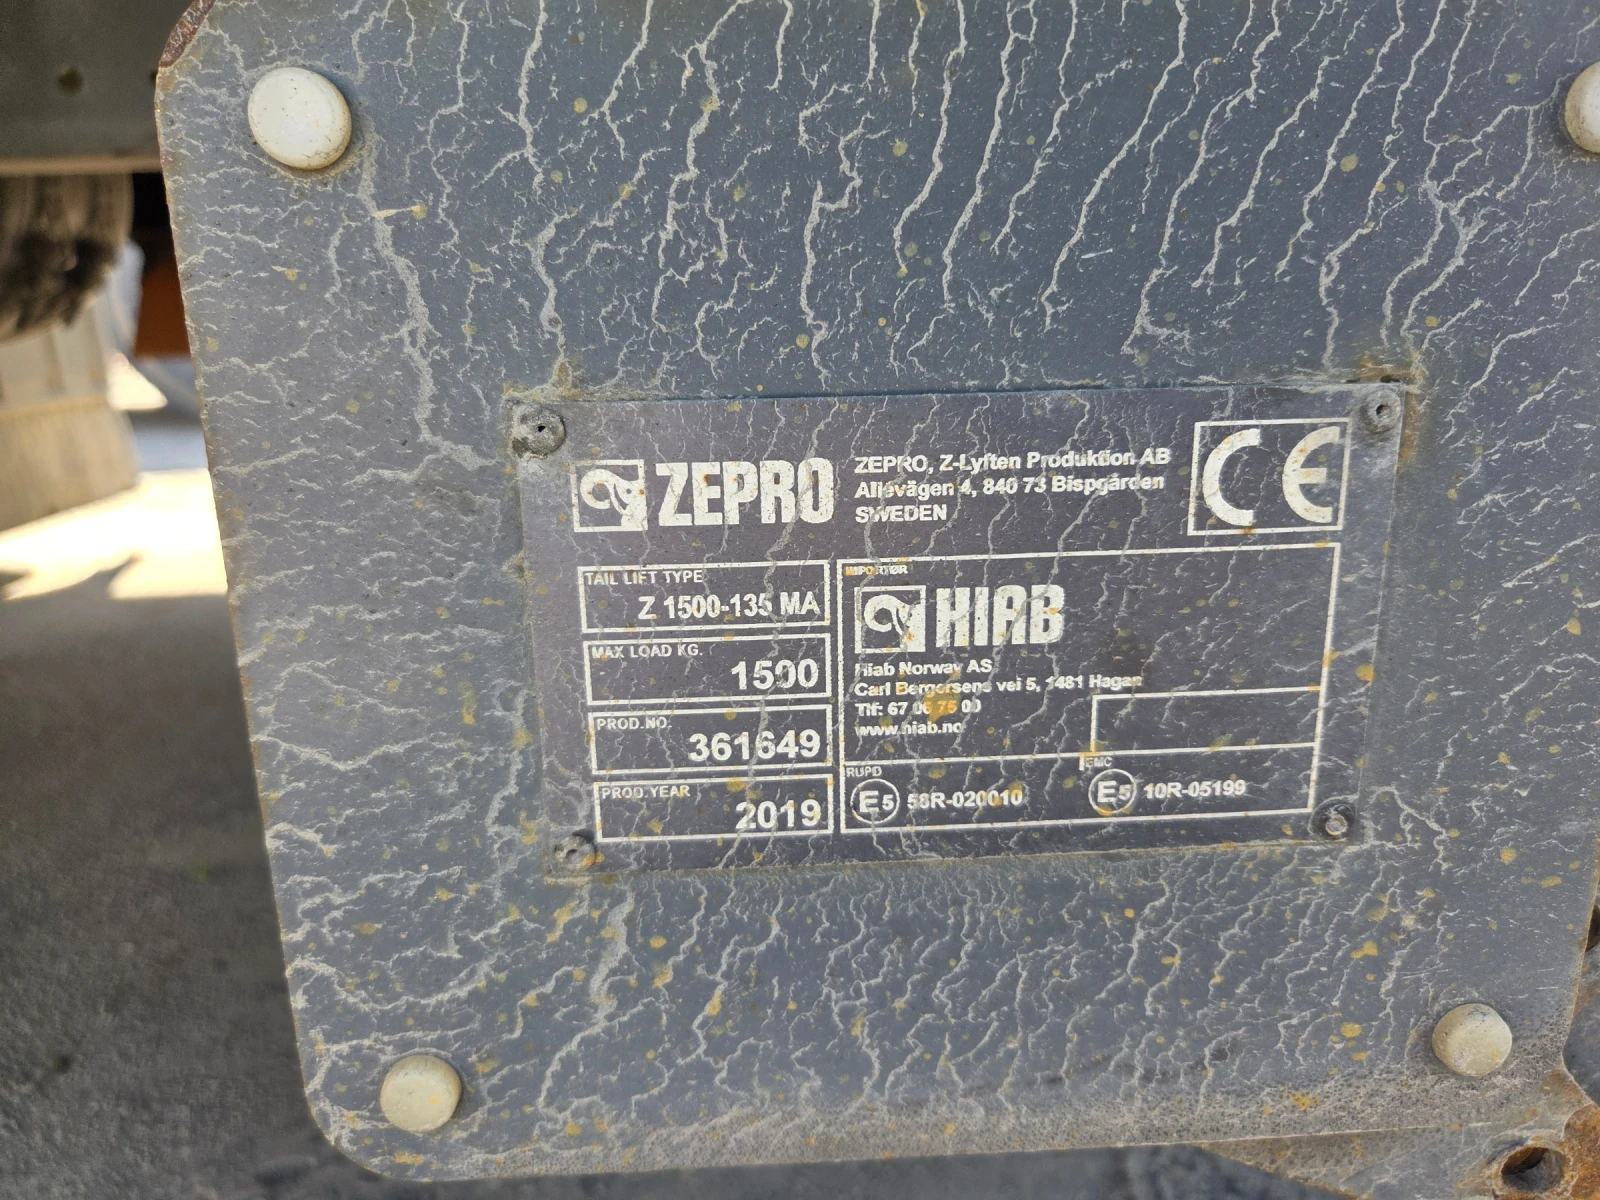 ZEPRO
ZEPRO, Z-Lyften Produktion AB
Allévägen 4, 840 73 Bispgården
SWEDEN
CE
TAIL LIFT TYPE
Z 1500-135 MA
MAX LOAD KG.
1500
PROD.NO.
361649
PROD.YEAR
2019
IMPORTØR
HIAB
Hiab Norway AS
Carl Bergersens vei 5, 1481 Hagan
Tlf: 67 06 75 00
www.hiab.no
RUPD
E5 58R-020010
EMC
E5 10R-05199